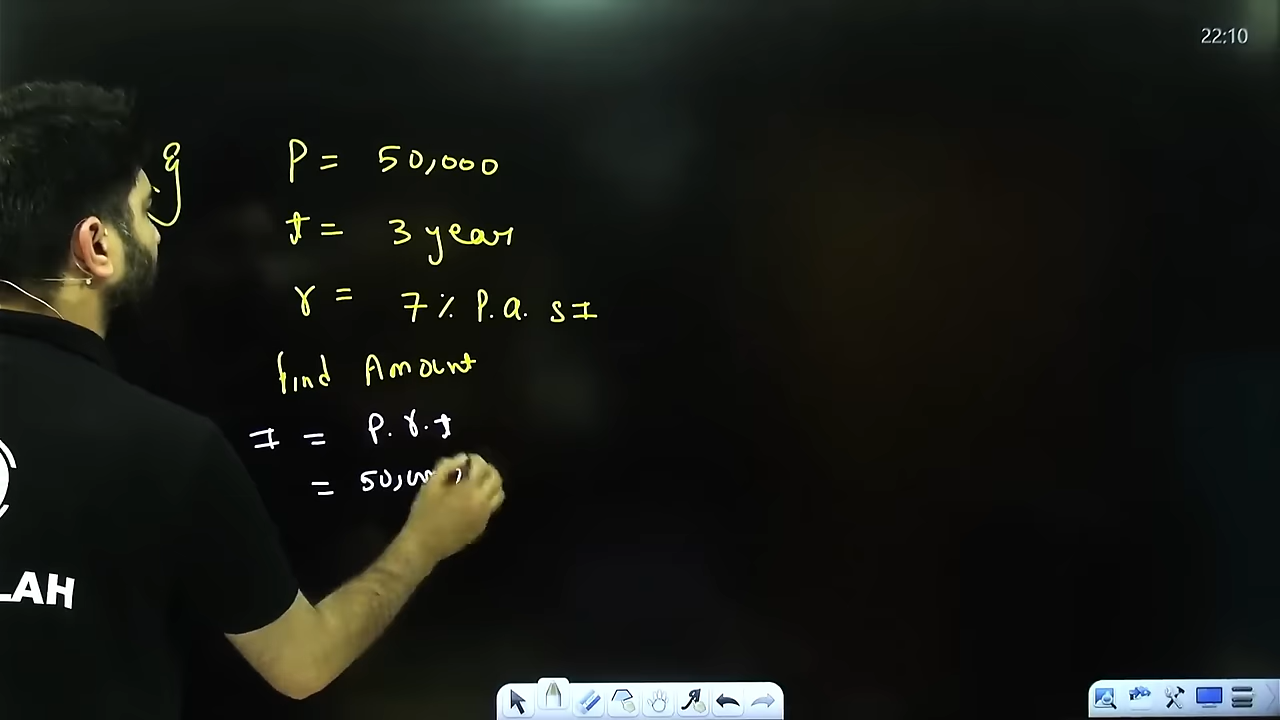 22:10
P = 50,000
t = 3 year
r = 7% P.a. SI
find Amount
I = P.r.t
= 50,000
LAH